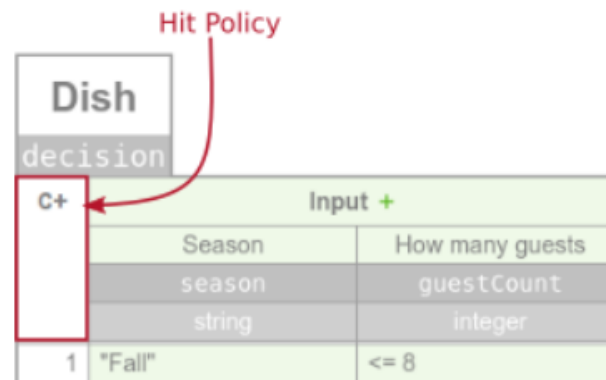 Hit Policy
Dish
decision
C+ Input +
Season How many guests
season guestCount
string integer
1 "Fall" <= 8